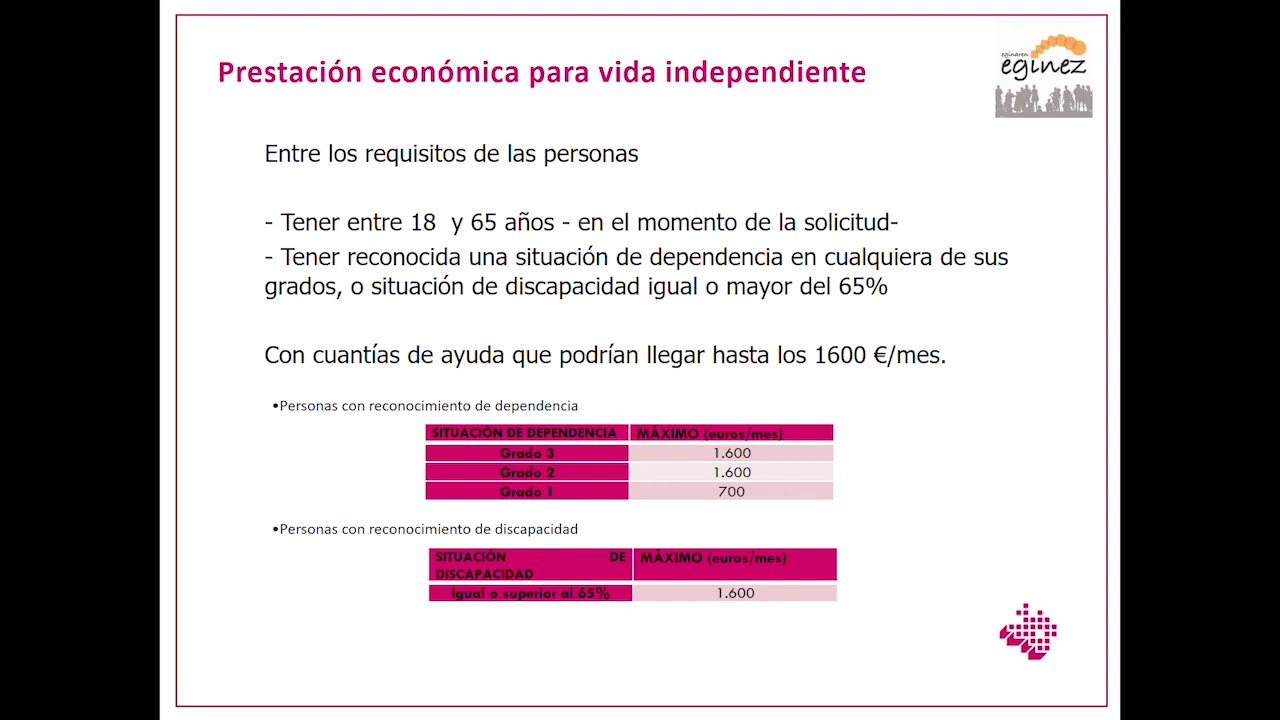 Prestación económica para vida independiente
eginaren
eginez
Entre los requisitos de las personas
- Tener entre 18  y 65 años - en el momento de la solicitud-
- Tener reconocida una situación de dependencia en cualquiera de sus
grados, o situación de discapacidad igual o mayor del 65%
Con cuantías de ayuda que podrían llegar hasta los 1600 €/mes.
•Personas con reconocimiento de dependencia
SITUACIÓN DE DEPENDENCIA MÁXIMO (euros/mes)
Grado 3 1.600
Grado 2 1.600
Grado 1 700
•Personas con reconocimiento de discapacidad
SITUACIÓN DE MÁXIMO (euros/mes)
DISCAPACIDAD
Igual o superior al 65% 1.600